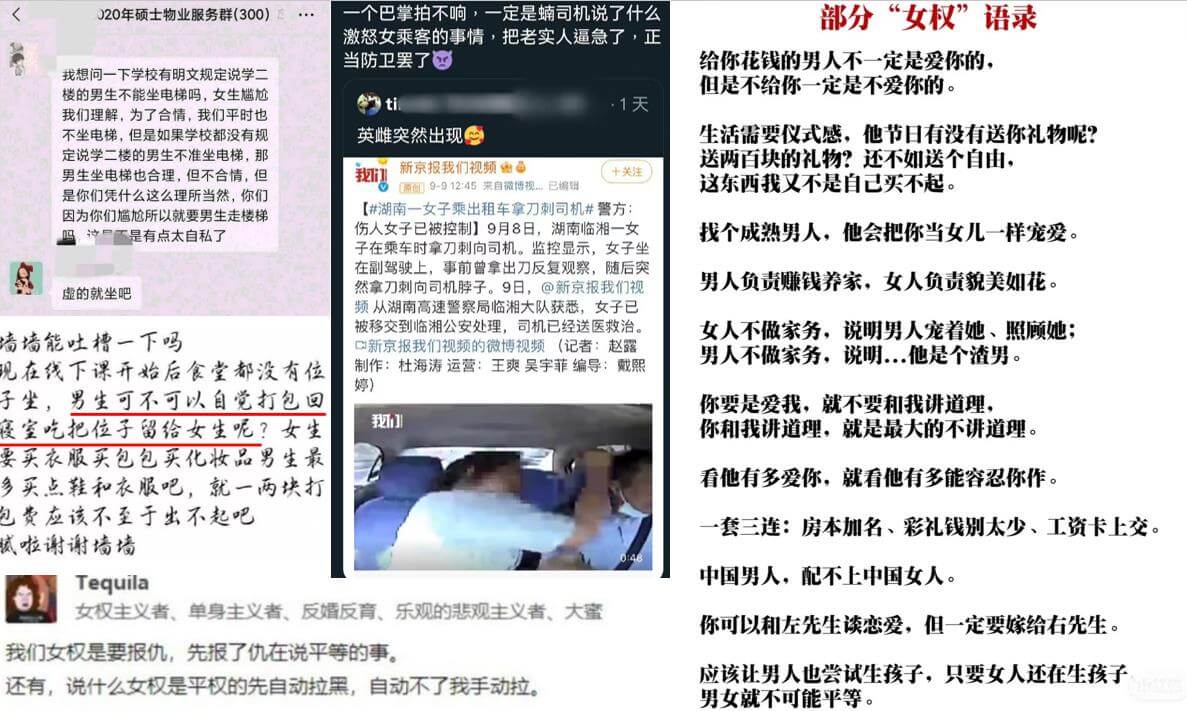 020年硕士物业服务群(300)
我想问一下学校有明文规定说学二
楼的男生不能坐电梯吗，女生尴尬
我们理解，为了合情，我们平时也
不坐电梯，但是如果学校都没有规
定说学二楼的男生不准坐电梯，那
男生坐电梯也合理，但不合情，但
是你们凭什么这么理所当然，你们
因为你们尴尬所以就要男生走楼梯
吗，这是不是有点太自私了
虚的就坐吧
墙墙能吐槽一下吗
现在线下课开始后食堂都没有位
子坐，男生可不可以自觉打包回
寝室吃把位子留给女生呢？女生
要买衣服买包包买化妆品男生最
多买点鞋和衣服吧，就一两块打
包费应该不至于出不起吧
腻啦谢谢墙墙
Tequila
女权主义者、单身主义者、反婚反育、乐观的悲观主义者、大蜜
我们女权是要报仇，先报了仇在说平等的事。
还有，说什么女权是平权的先自动拉黑，自动不了我手动拉。
一个巴掌拍不响，一定是蝻司机说了什么
激怒女乘客的事情，把老实人逼急了，正
当防卫罢了😈
ti
· 1 天
英雌突然出现🥰
我们
新京报我们视频
+关注
原创 9-9 12:45 来自微博视... 已编辑
【#湖南一女子乘出租车拿刀刺司机# 警方：
伤人女子已被控制】9月8日，湖南临湘一女
子在乘车时拿刀刺向司机。监控显示，女子坐
在副驾驶上，事前曾拿出刀反复观察，随后突
然拿刀刺向司机脖子。9日，@新京报我们视
频 从湖南高速警察局临湘大队获悉，女子已
被移交到临湘公安处理，司机已经送医救治。
新京报我们视频的微博视频 （记者：赵露
制作：杜海涛 运营：王爽 吴宇菲 编导：戴熙
婷）
我们
0:48
部分“女权”语录
给你花钱的男人不一定是爱你的，
但是不给你一定是不爱你的。
生活需要仪式感，他节日有没有送你礼物呢？
送两百块的礼物？还不如送个自由，
这东西我又不是自己买不起。
找个成熟男人，他会把你当女儿一样宠爱。
男人负责赚钱养家，女人负责貌美如花。
女人不做家务，说明男人宠着她、照顾她；
男人不做家务，说明...他是个渣男。
你要是爱我，就不要和我讲道理，
你和我讲道理，就是最大的不讲道理。
看他有多爱你，就看他有多能容忍你作。
一套三连：房本加名、彩礼钱别太少、工资卡上交。
中国男人，配不上中国女人。
你可以和左先生谈恋爱，但一定要嫁给右先生。
应该让男人也尝试生孩子，只要女人还在生孩子
男女就不可能平等。